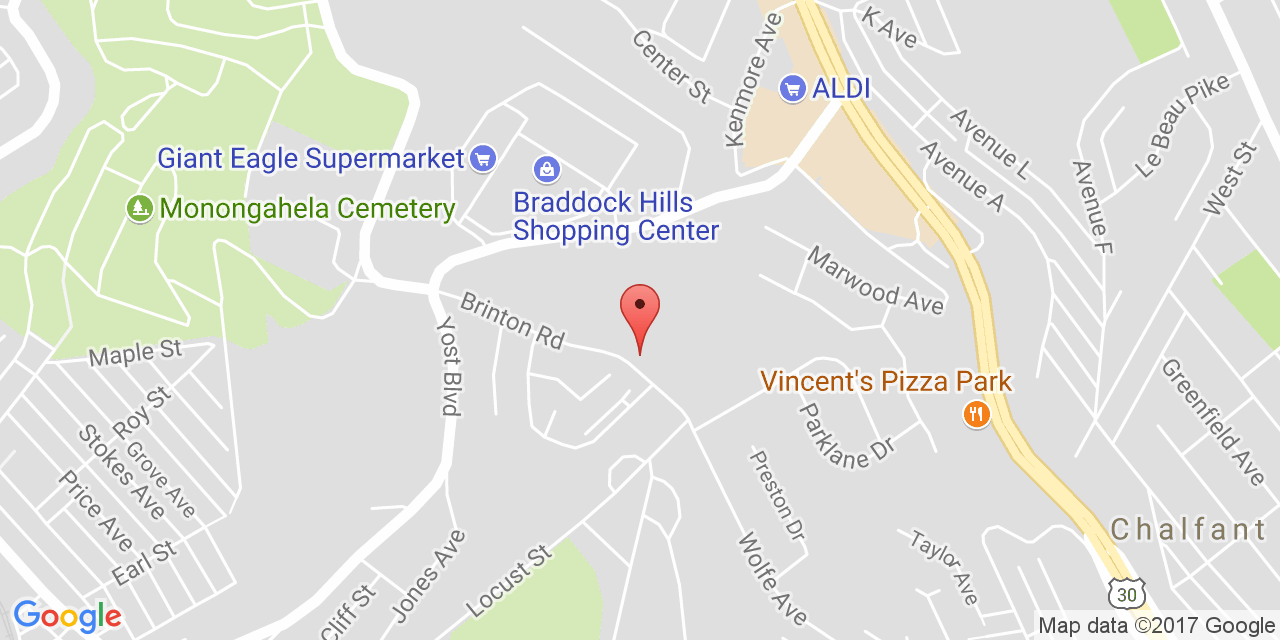 K Ave
Center St
Kenmore Ave
ALDI
Le Beau Pike
Avenue L
Avenue A
West St
Avenue F
Giant Eagle Supermarket
Monongahela Cemetery
Braddock Hills
Shopping Center
Marwood Ave
Brinton Rd
Yost Blvd
Maple St
Vincent's Pizza Park
Greenfield Ave
Roy St
Grove Ave
Stokes Ave
Price Ave
Earl St
Parklane Dr
Preston Dr
Chalfant
Jones Ave
Locust St
Cliff St
Wolfe Ave
Taylor Ave
30
Google
Map data ©2017 Google